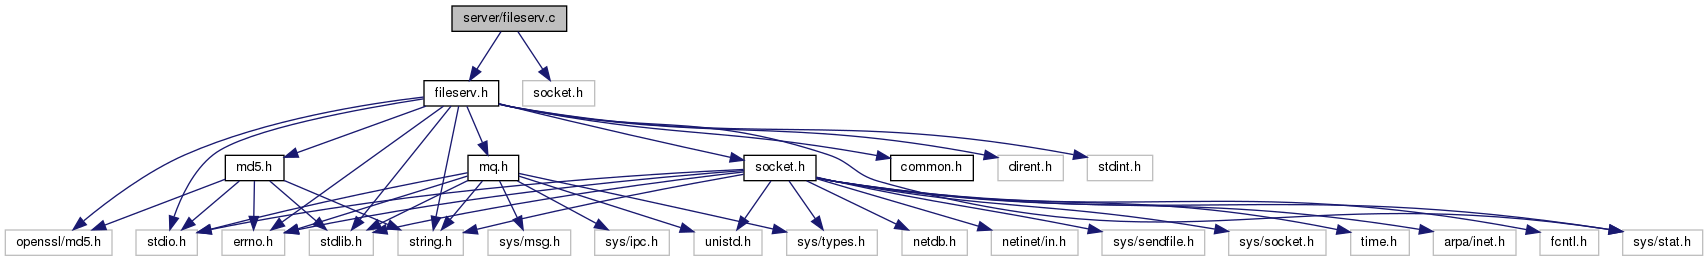 server/fileserv.c
fileserv.h
socket.h
md5.h
mq.h
socket.h
common.h
dirent.h
stdint.h
openssl/md5.h
stdio.h
errno.h
stdlib.h
string.h
sys/msg.h
sys/ipc.h
unistd.h
sys/types.h
netdb.h
netinet/in.h
sys/sendfile.h
sys/socket.h
time.h
arpa/inet.h
fcntl.h
sys/stat.h